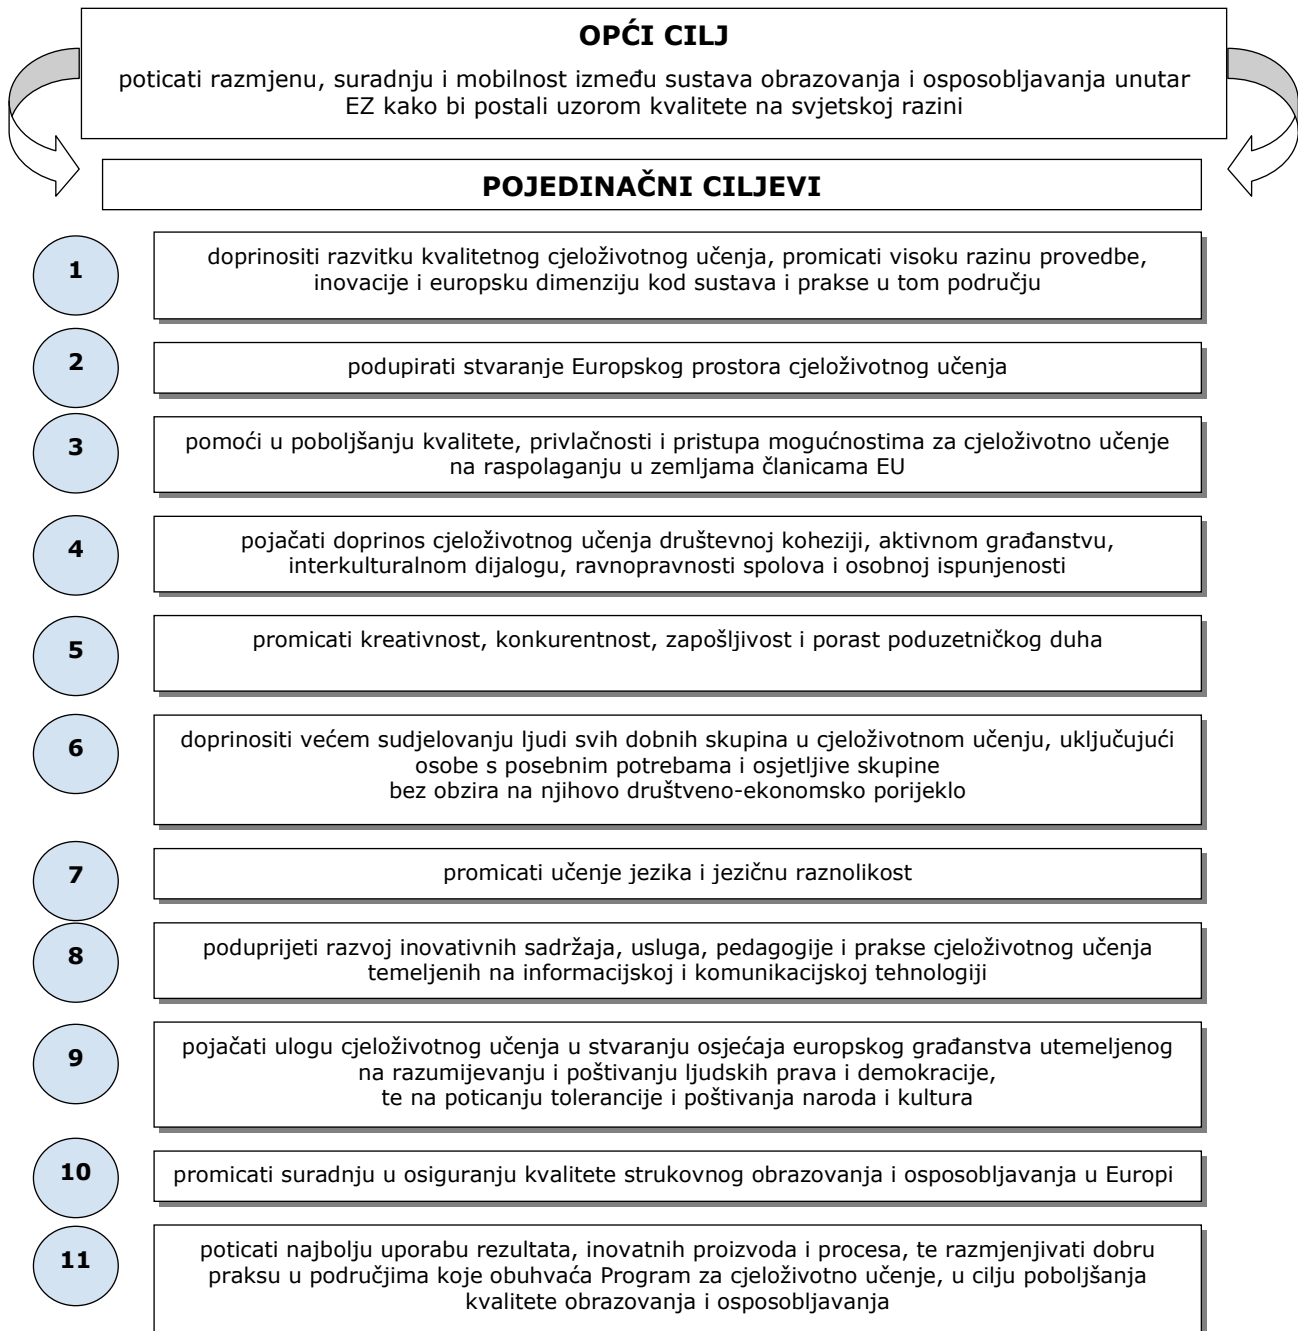 OPĆI CILJ
poticati razmjenu, suradnju i mobilnost između sustava obrazovanja i osposobljavanja unutar
EZ kako bi postali uzorom kvalitete na svjetskoj razini
POJEDINAČNI CILJEVI
1
doprinositi razvitku kvalitetnog cjeloživotnog učenja, promicati visoku razinu provedbe,
inovacije i europsku dimenziju kod sustava i prakse u tom području
2
podupirati stvaranje Europskog prostora cjeloživotnog učenja
3
pomoći u poboljšanju kvalitete, privlačnosti i pristupa mogućnostima za cjeloživotno učenje
na raspolaganju u zemljama članicama EU
4
pojačati doprinos cjeloživotnog učenja društevnoj koheziji, aktivnom građanstvu,
interkulturalnom dijalogu, ravnopravnosti spolova i osobnoj ispunjenosti
5
promicati kreativnost, konkurentnost, zapošljivost i porast poduzetničkog duha
6
doprinositi većem sudjelovanju ljudi svih dobnih skupina u cjeloživotnom učenju, uključujući
osobe s posebnim potrebama i osjetljive skupine
bez obzira na njihovo društveno-ekonomsko porijeklo
7
promicati učenje jezika i jezičnu raznolikost
8
poduprijeti razvoj inovativnih sadržaja, usluga, pedagogije i prakse cjeloživotnog učenja
temeljenih na informacijskoj i komunikacijskoj tehnologiji
9
pojačati ulogu cjeloživotnog učenja u stvaranju osjećaja europskog građanstva utemeljenog
na razumijevanju i poštivanju ljudskih prava i demokracije,
te na poticanju tolerancije i poštivanja naroda i kultura
10
promicati suradnju u osiguranju kvalitete strukovnog obrazovanja i osposobljavanja u Europi
11
poticati najbolju uporabu rezultata, inovatnih proizvoda i procesa, te razmjenjivati dobru
praksu u područjima koje obuhvaća Program za cjeloživotno učenje, u cilju poboljšanja
kvalitete obrazovanja i osposobljavanja